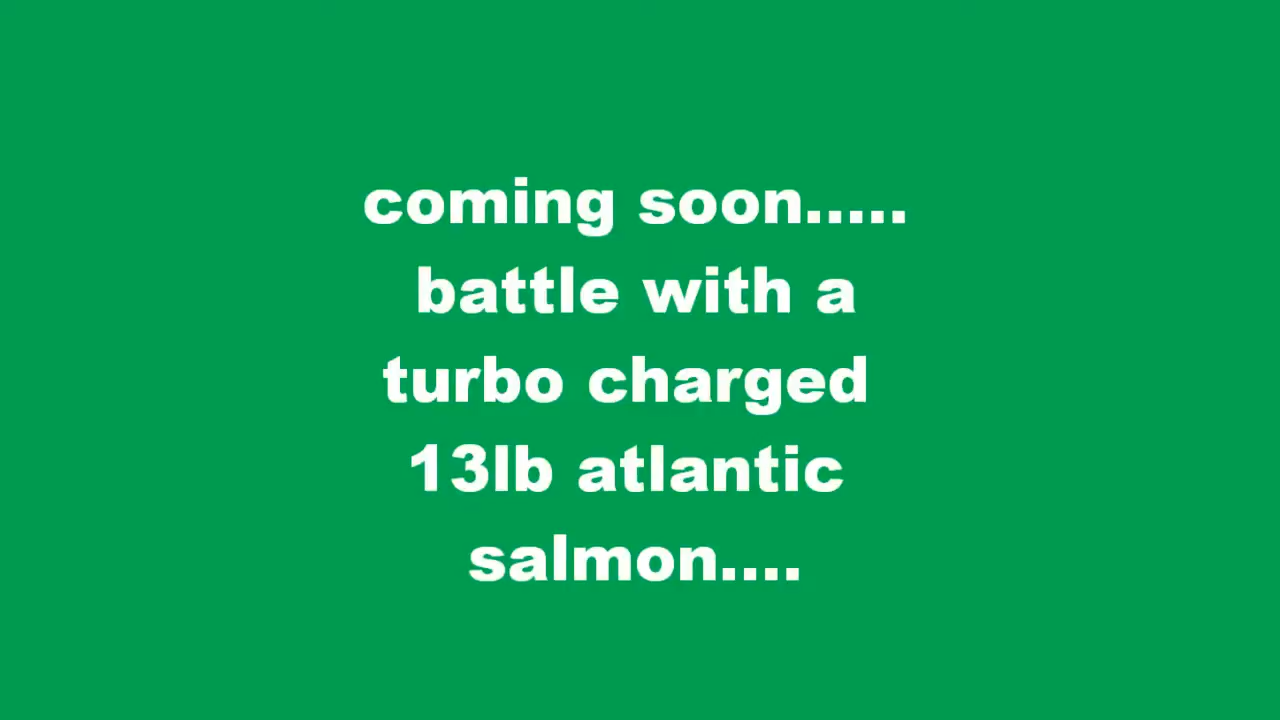 coming soon.....
battle with a
turbo charged
13lb atlantic
salmon....